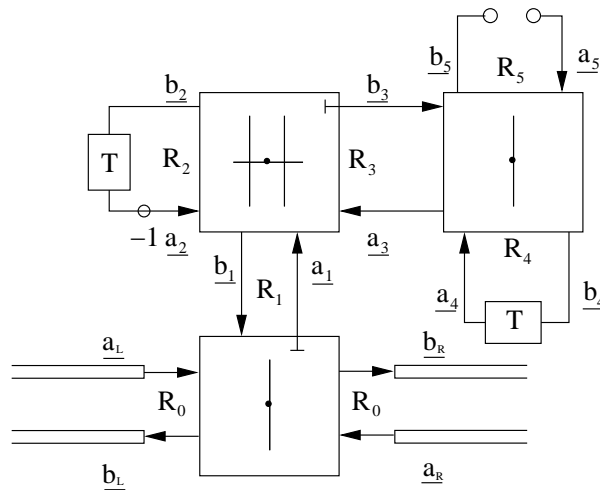 b5 R5 a5
b2 b3
T R2 R3
-1 a2 a3 R4
b1 R1 a1 a4 T b4
aL bR
R0 R0
bL aR